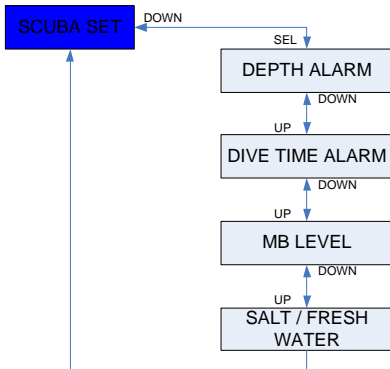 SCUBA SET
DOWN
SEL
DEPTH ALARM
DOWN
UP
DIVE TIME ALARM
DOWN
UP
MB LEVEL
DOWN
UP
SALT / FRESH
WATER